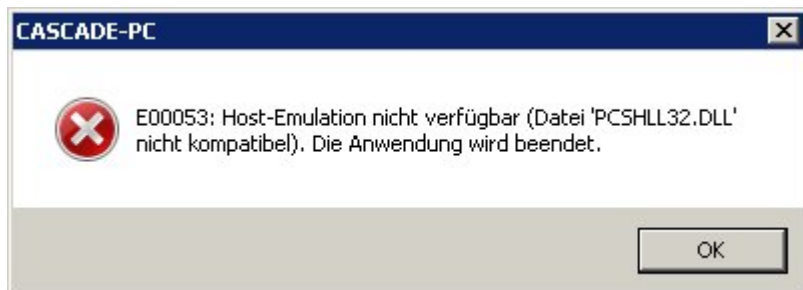 CASCADE-PC
E00053: Host-Emulation nicht verfügbar (Datei 'PCSHLL32.DLL'
nicht kompatibel). Die Anwendung wird beendet.
OK